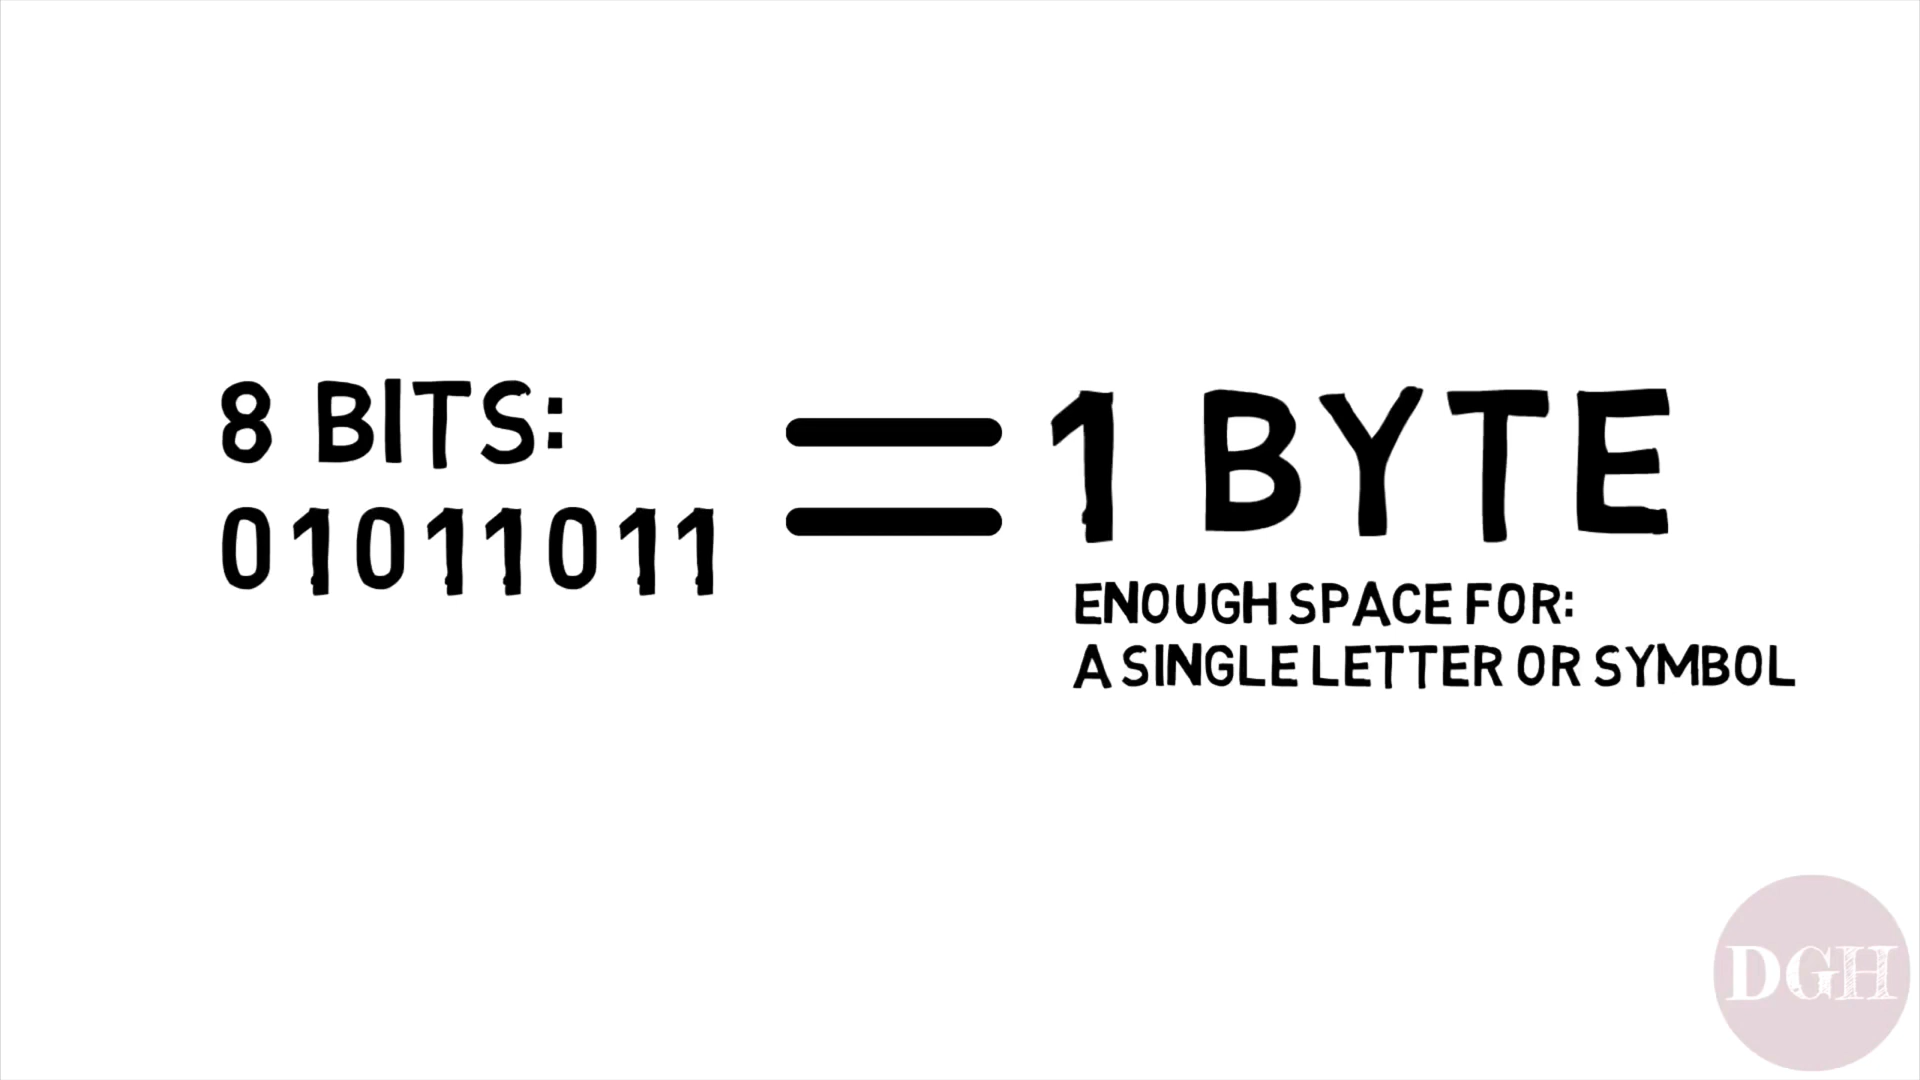 8 BITS:
01011011
=
1 BYTE
ENOUGH SPACE FOR:
A SINGLE LETTER OR SYMBOL
DGH